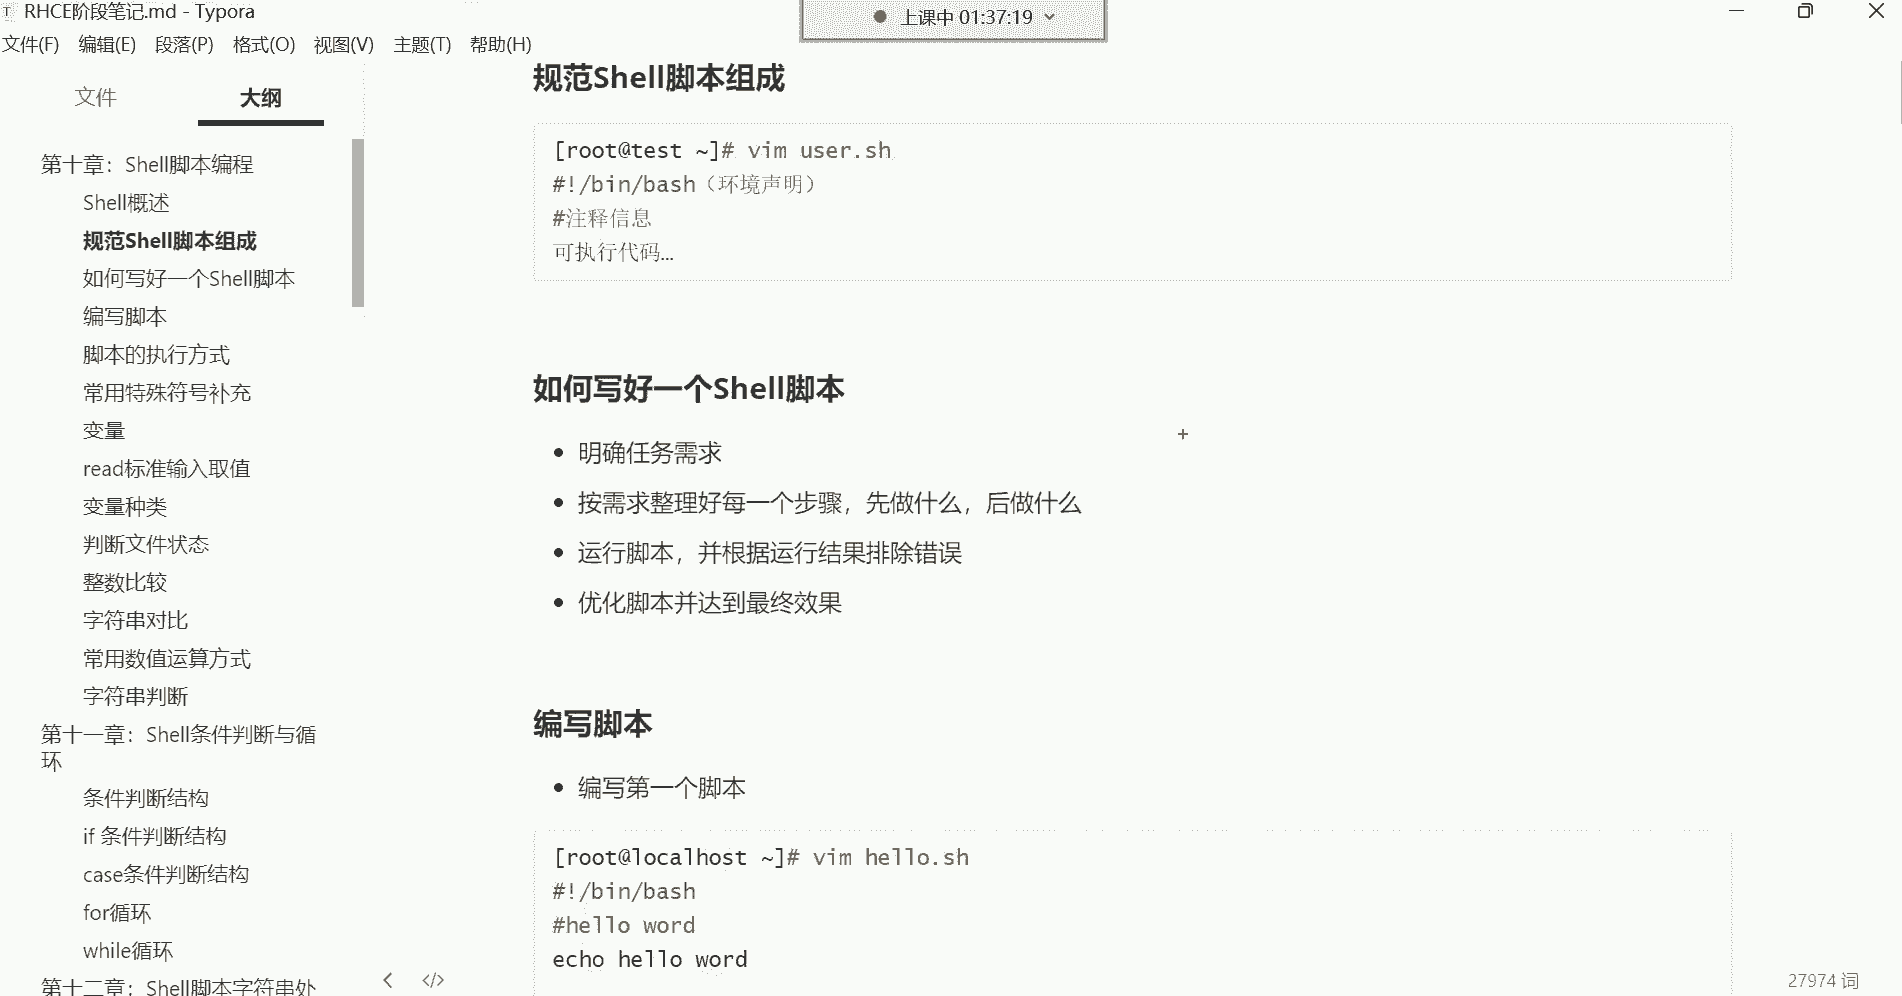 RHCE阶段笔记.md - Typora
上课中 01:37:19
文件(F) 编辑(E) 段落(P) 格式(O) 视图(V) 主题(T) 帮助(H)
文件 大纲
第十章：Shell脚本编程
Shell概述
规范Shell脚本组成
如何写好一个Shell脚本
编写脚本
脚本的执行方式
常用特殊符号补充
变量
read标准输入取值
变量种类
判断文件状态
整数比较
字符串对比
常用数值运算方式
字符串判断
第十一章：Shell条件判断与循
环
条件判断结构
if 条件判断结构
case条件判断结构
for循环
while循环
第十二章：Shell脚本字符串处
规范Shell脚本组成
[root@test ~]# vim user.sh
#!/bin/bash（环境声明）
#注释信息
可执行代码...
如何写好一个Shell脚本
明确任务需求
按需求整理好每一个步骤，先做什么，后做什么
运行脚本，并根据运行结果排除错误
优化脚本并达到最终效果
编写脚本
编写第一个脚本
[root@localhost ~]# vim hello.sh
#!/bin/bash
#hello word
echo hello word
27974 词